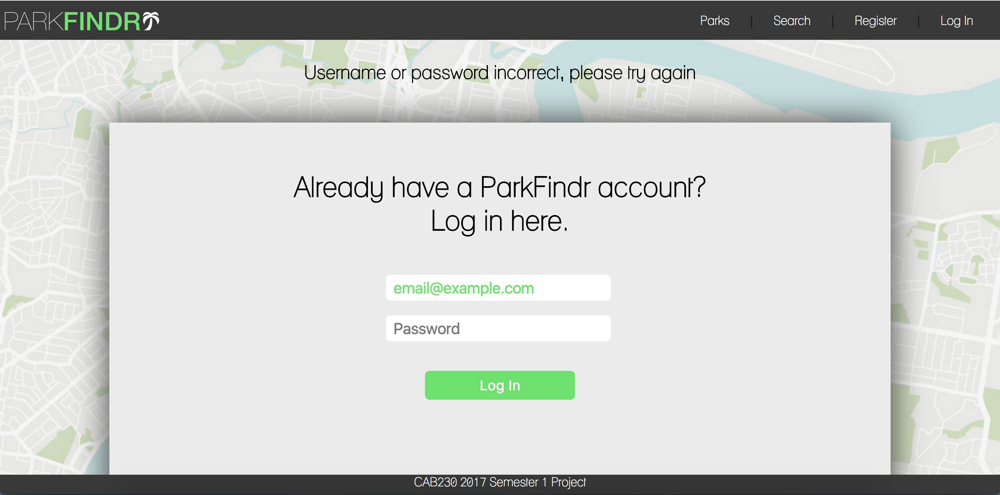 PARKFINDR
Parks | Search | Register | Log In
Username or password incorrect, please try again
Already have a ParkFindr account?
Log in here.
email@example.com
Password
Log In
CAB230 2017 Semester 1 Project